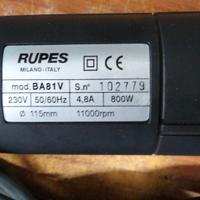 RUPES
MILANO-ITALY
CE
mod. BA81V S.n° 102779
230V 50/60Hz 4,8A 800W
Ø 115mm 11000rpm